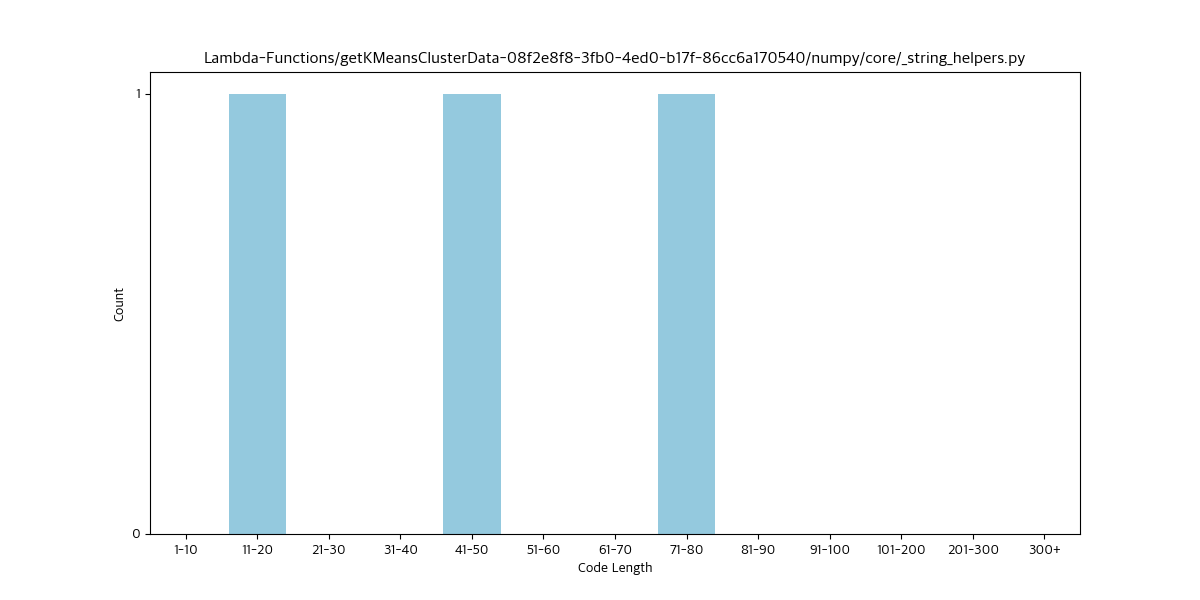 Lambda-Functions/getKMeansClusterData-08f2e8f8-3fb0-4ed0-b17f-86cc6a170540/numpy/core/_string_helpers.py
1
Count
0
1-10 11-20 21-30 31-40 41-50 51-60 61-70 71-80 81-90 91-100 101-200 201-300 300+
Code Length